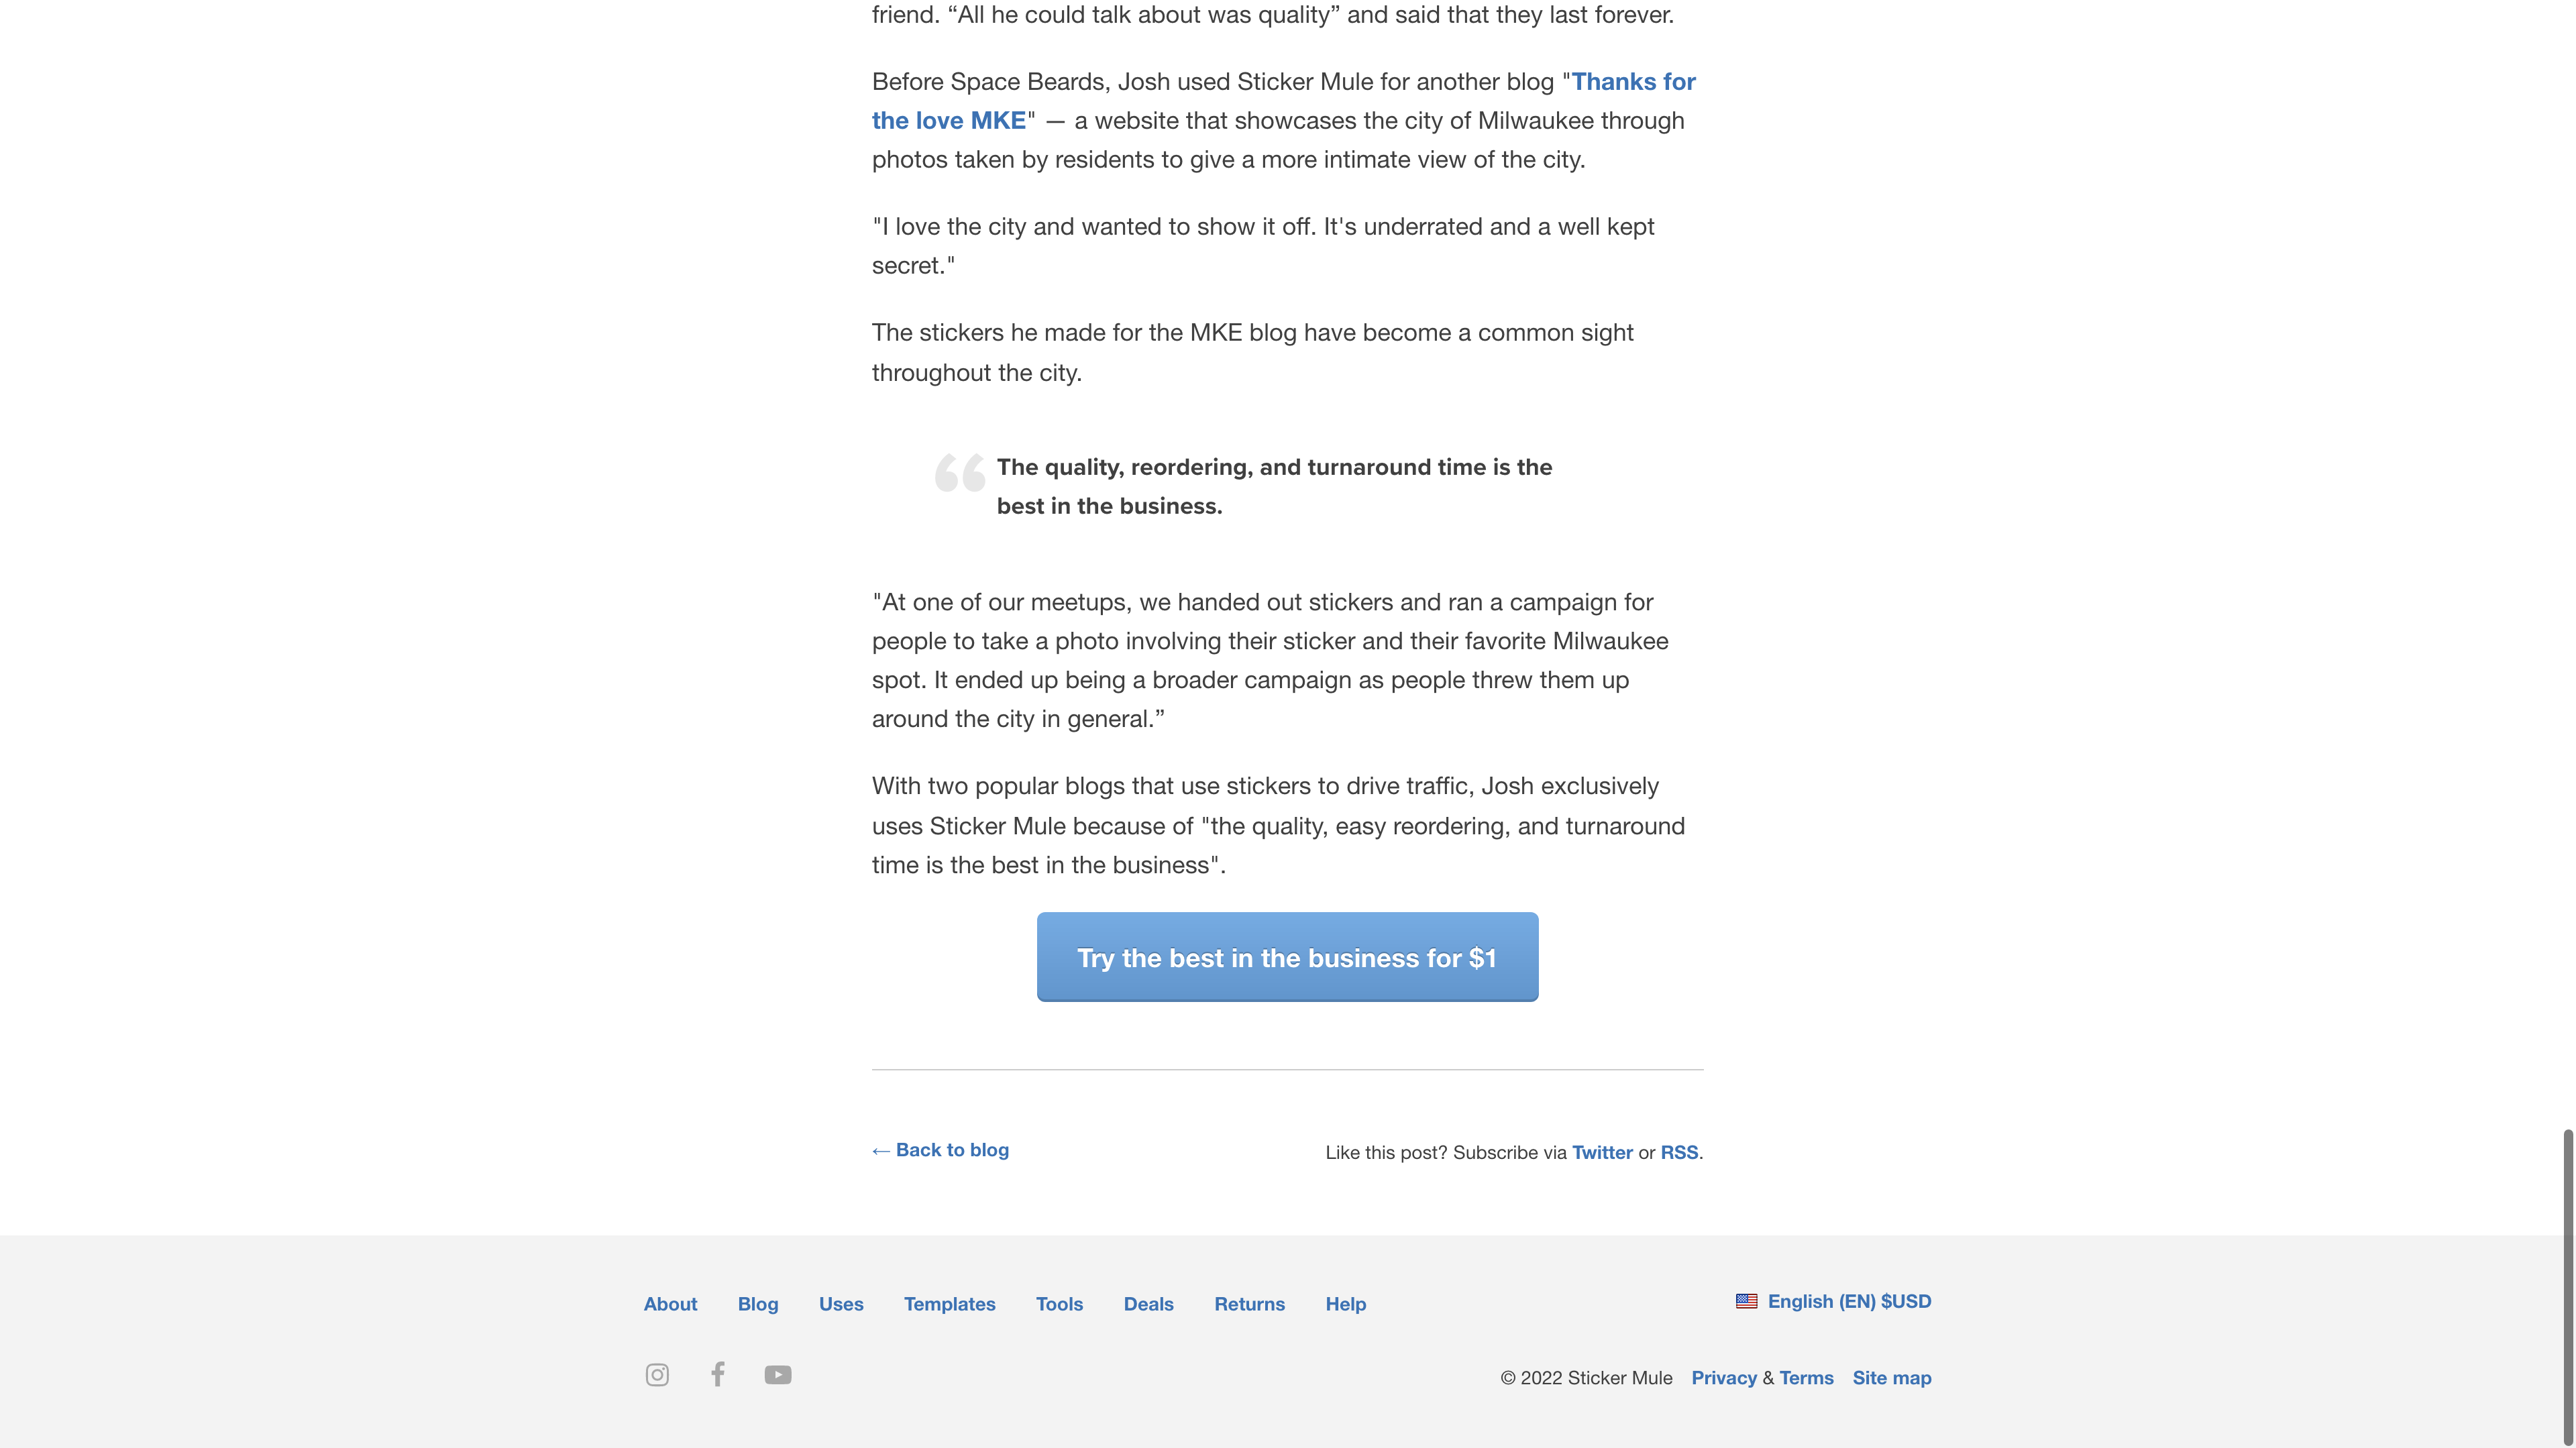 friend. “All he could talk about was quality” and said that they last forever.
Before Space Beards, Josh used Sticker Mule for another blog "Thanks for
the love MKE" — a website that showcases the city of Milwaukee through
photos taken by residents to give a more intimate view of the city.
"I love the city and wanted to show it off. It's underrated and a well kept
secret."
The stickers he made for the MKE blog have become a common sight
throughout the city.
“ The quality, reordering, and turnaround time is the
best in the business.
"At one of our meetups, we handed out stickers and ran a campaign for
people to take a photo involving their sticker and their favorite Milwaukee
spot. It ended up being a broader campaign as people threw them up
around the city in general.”
With two popular blogs that use stickers to drive traffic, Josh exclusively
uses Sticker Mule because of "the quality, easy reordering, and turnaround
time is the best in the business".
Try the best in the business for $1
← Back to blog
Like this post? Subscribe via Twitter or RSS.
About Blog Uses Templates Tools Deals Returns Help
English (EN) $USD
© 2022 Sticker Mule Privacy & Terms Site map